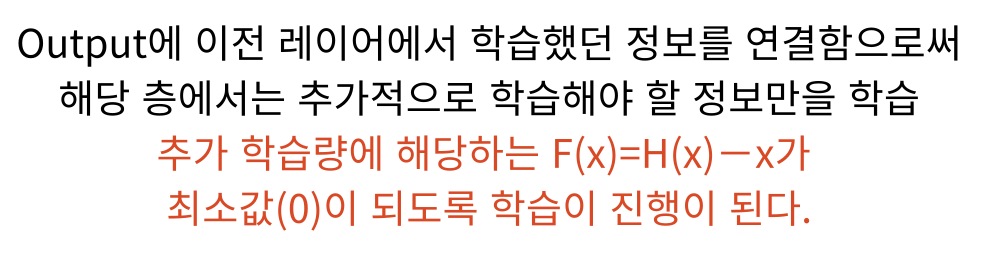 Output에 이전 레이어에서 학습했던 정보를 연결함으로써
해당 층에서는 추가적으로 학습해야 할 정보만을 학습
추가 학습량에 해당하는 F(x)=H(x)－x가
최소값(0)이 되도록 학습이 진행이 된다.